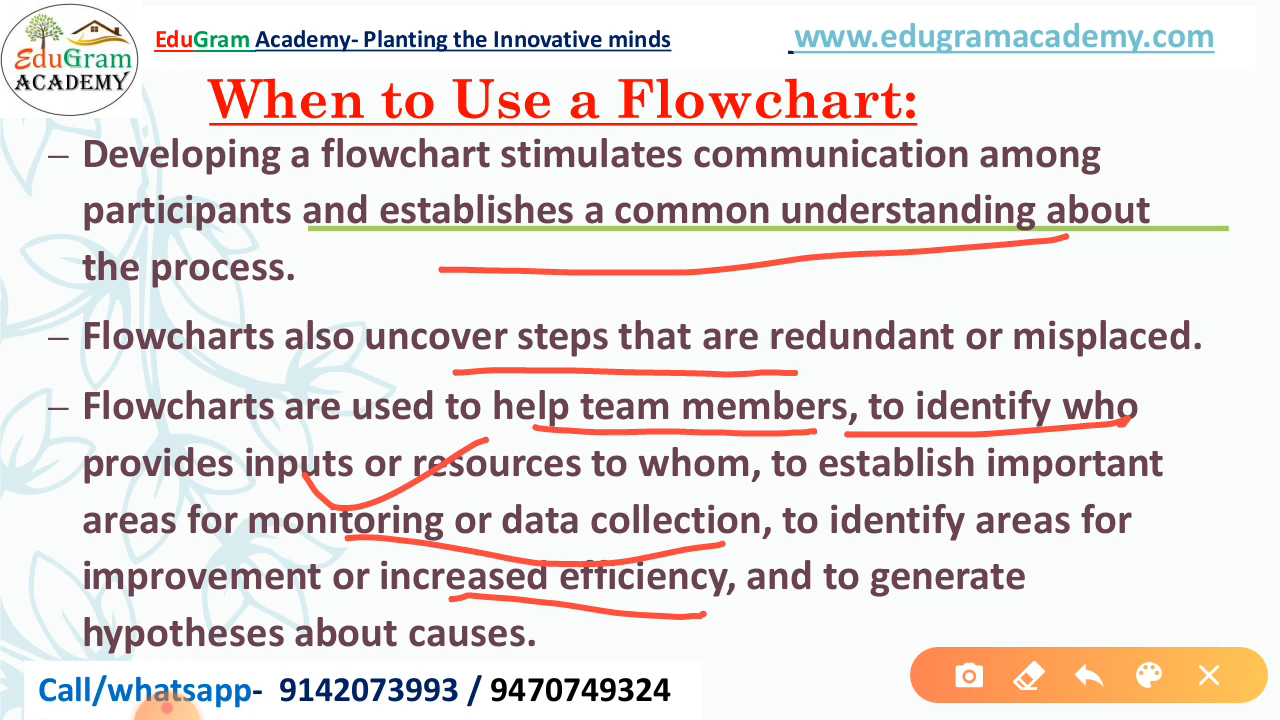 EduGram
ACADEMY
EduGram Academy- Planting the Innovative minds
www.edugramacademy.com
When to Use a Flowchart:
– Developing a flowchart stimulates communication among
participants and establishes a common understanding about
the process.
– Flowcharts also uncover steps that are redundant or misplaced.
– Flowcharts are used to help team members, to identify who
provides inputs or resources to whom, to establish important
areas for monitoring or data collection, to identify areas for
improvement or increased efficiency, and to generate
hypotheses about causes.
Call/whatsapp- 9142073993 / 9470749324